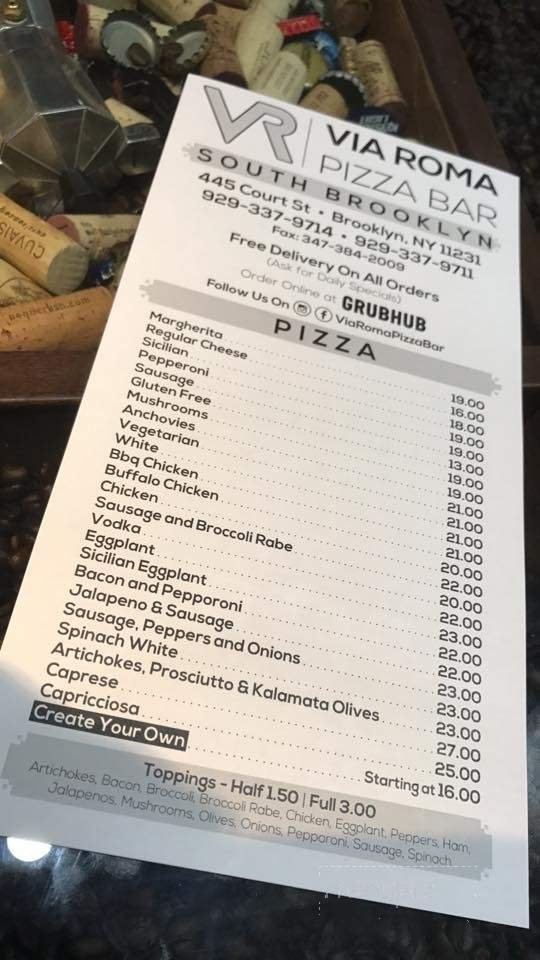 VR | VIA ROMA
PIZZA BAR
SOUTH BROOKLYN
445 Court St • Brooklyn, NY 11231
929-337-9714 • 929-337-9711
Fax: 347-384-2009
Free Delivery On All Orders
(Ask for Daily Specials)
Order Online at GRUBHUB
Follow Us On ViaRomaPizzaBar
PIZZA
Margherita 19.00
Regular Cheese 16.00
Sicilian 18.00
Pepperoni 19.00
Sausage 19.00
Gluten Free 13.00
Mushrooms 19.00
Anchovies 19.00
Vegetarian 21.00
White 21.00
Bbq Chicken 21.00
Buffalo Chicken 21.00
Chicken 20.00
Sausage and Broccoli Rabe 22.00
Vodka 20.00
Eggplant 22.00
Sicilian Eggplant 23.00
Bacon and Pepporoni 22.00
Jalapeno & Sausage 22.00
Sausage, Peppers and Onions 23.00
Spinach White 23.00
Artichokes, Prosciutto & Kalamata Olives 23.00
Caprese 27.00
Capricciosa 25.00
Create Your Own Starting at 16.00
Toppings - Half 1.50 | Full 3.00
Artichokes, Bacon, Broccoli, Broccoli Rabe, Chicken, Eggplant, Peppers, Ham,
Jalapenos, Mushrooms, Olives, Onions, Pepporoni, Sausage, Spinach